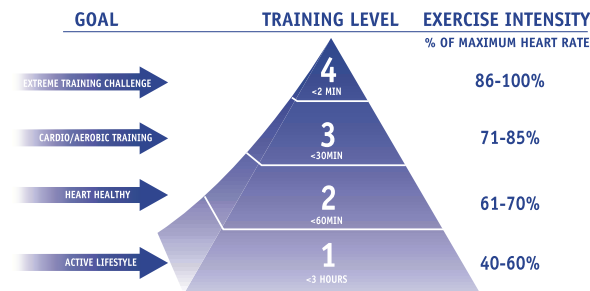 GOAL TRAINING LEVEL EXERCISE INTENSITY
% OF MAXIMUM HEART RATE
EXTREME TRAINING CHALLENGE 4 86-100%
<2 MIN
CARDIO/AEROBIC TRAINING 3 71-85%
<30MIN
HEART HEALTHY 2 61-70%
<60MIN
ACTIVE LIFESTYLE 1 40-60%
<3 HOURS